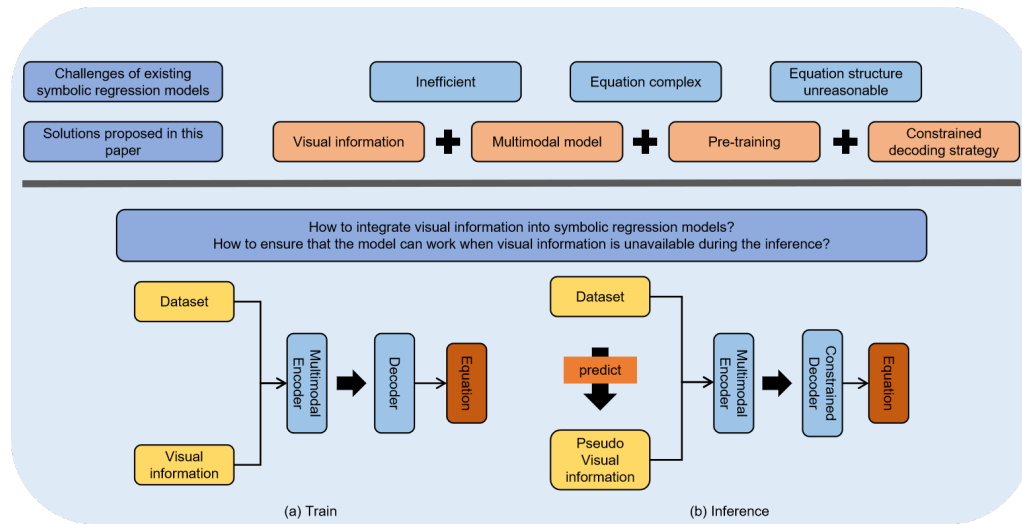 Challenges of existing
symbolic regression models
Inefficient
Equation complex
Equation structure
unreasonable
Solutions proposed in this
paper
Visual information
Multimodal model
Pre-training
Constrained
decoding strategy
How to integrate visual information into symbolic regression models?
How to ensure that the model can work when visual information is unavailable during the inference?
Dataset
Visual
information
Multimodal
Encoder
Decoder
Equation
(a) Train
Dataset
predict
Pseudo
Visual
information
Multimodal
Encoder
Constrained
Decoder
Equation
(b) Inference